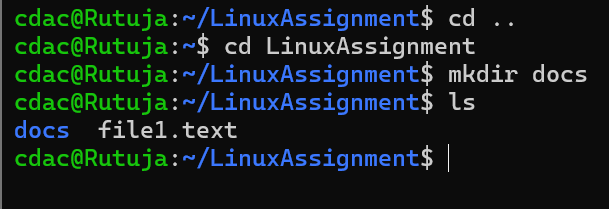 cdac@Rutuja:~/LinuxAssignment$ cd ..
cdac@Rutuja:~$ cd LinuxAssignment
cdac@Rutuja:~/LinuxAssignment$ mkdir docs
cdac@Rutuja:~/LinuxAssignment$ ls
docs  file1.text
cdac@Rutuja:~/LinuxAssignment$